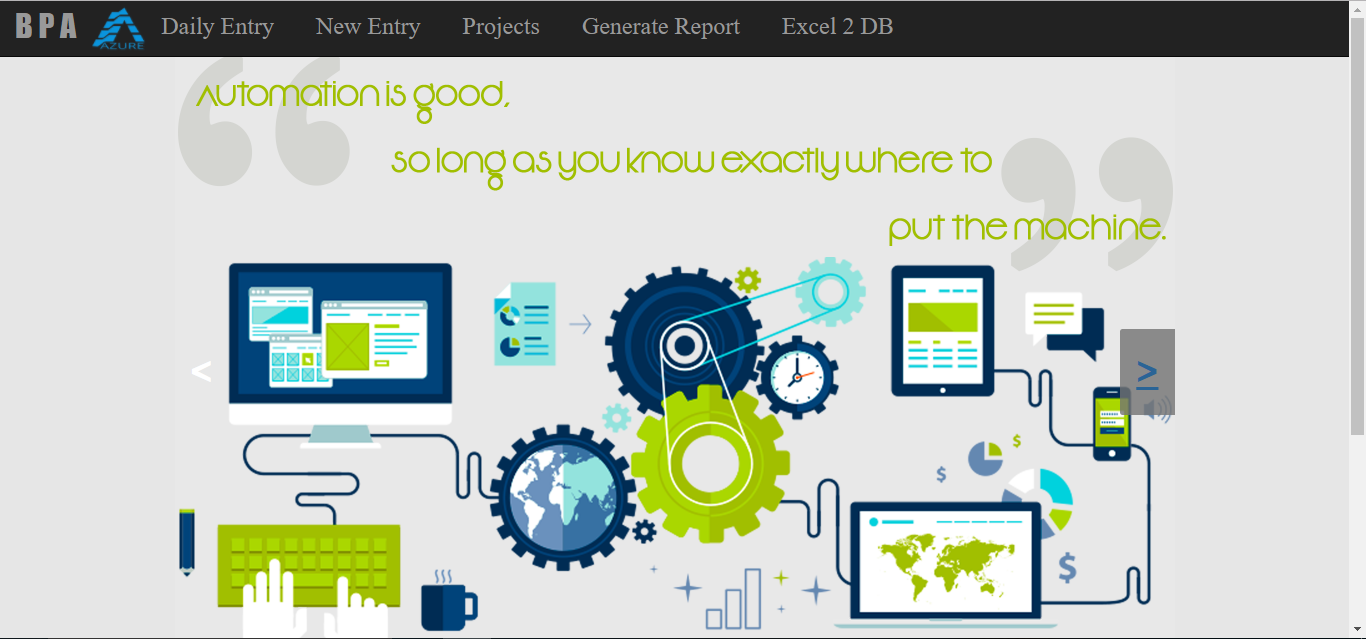 BPA AZURE Daily Entry New Entry Projects Generate Report Excel 2 DB
Automation is good,
so long as you know exactly where to
put the machine.
< >
$
$
$